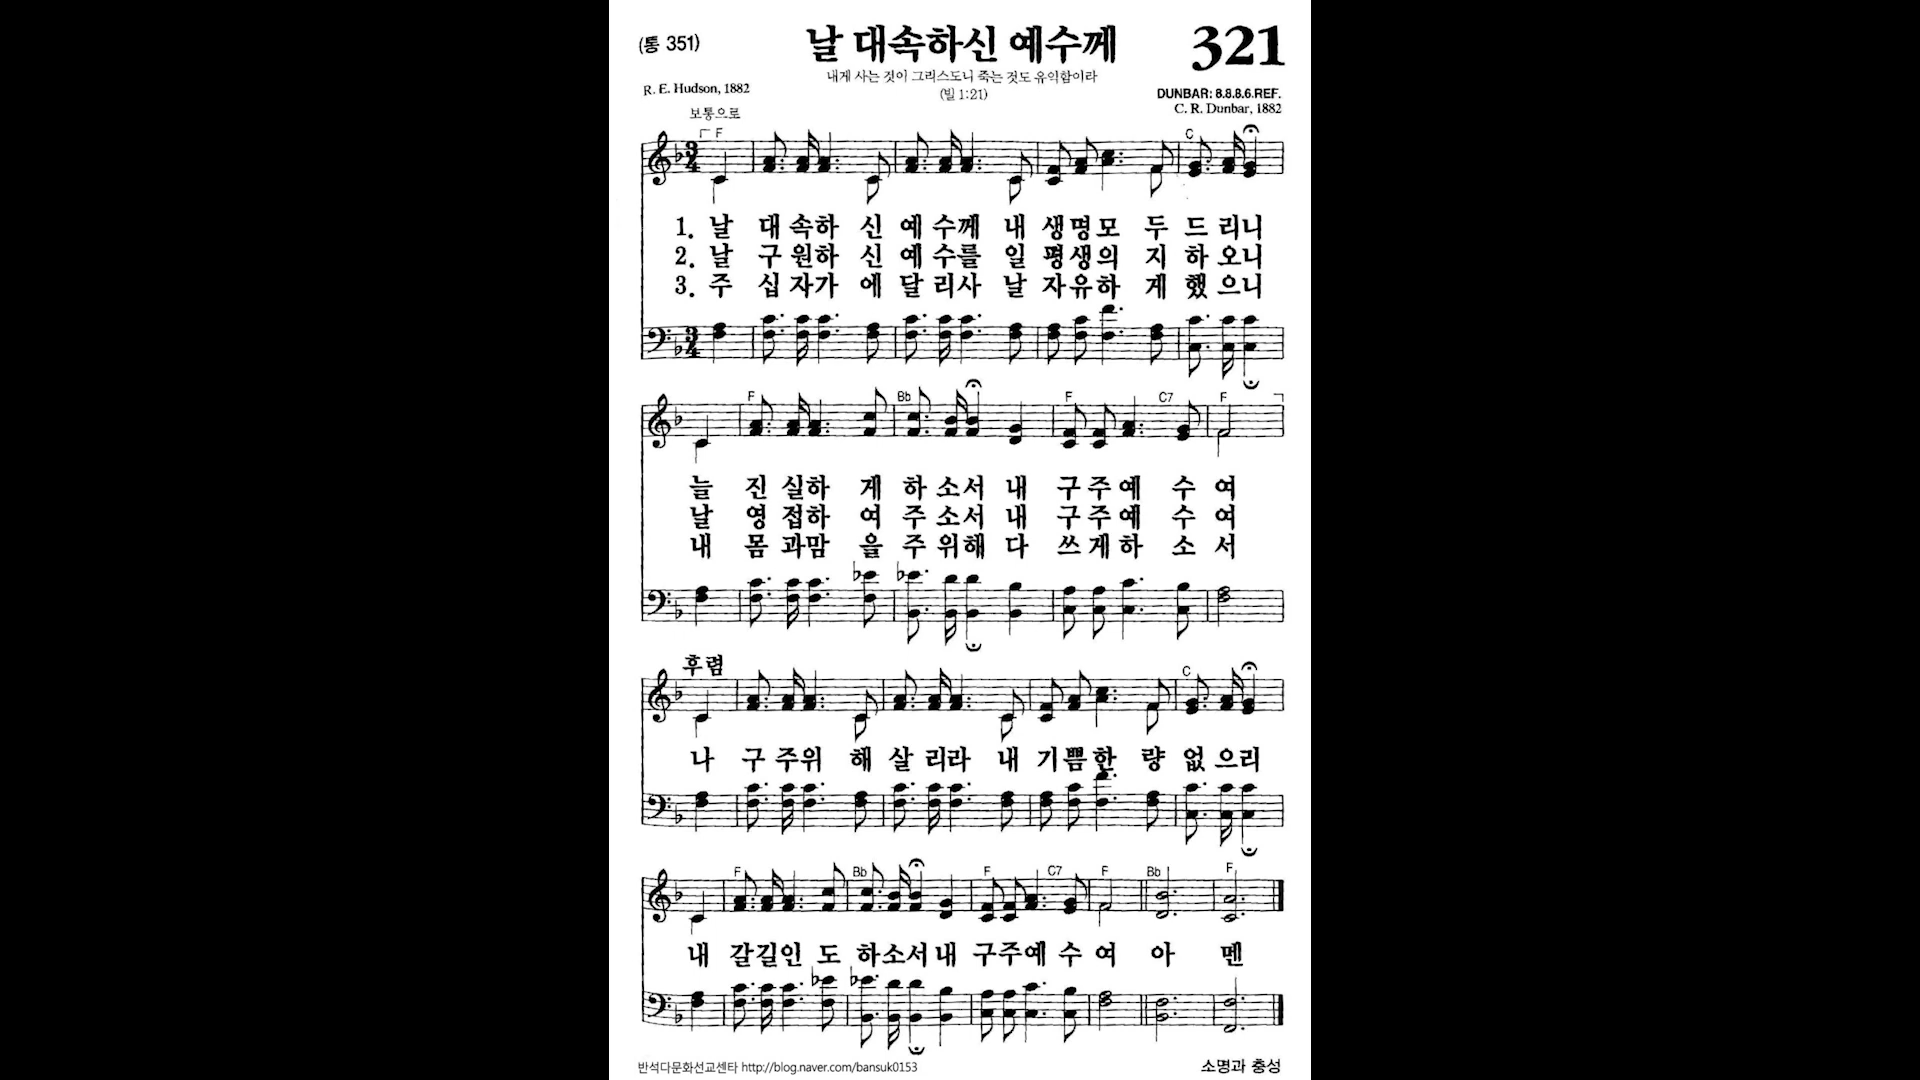 (통 351)
날 대속하신 예수께
321
내게 사는 것이 그리스도니 죽는 것도 유익함이라
(빌 1:21)
R. E. Hudson, 1882
DUNBAR: 8.8.8.6.REF.
C. R. Dunbar, 1882
보통으로
F C
1. 날 대 속하 신 예 수께 내 생명모 두 드 리니
2. 날 구 원하 신 예 수를 일 평생의 지 하 오니
3. 주 십 자가 에 달 리사 날 자유하 게 했 으니
F Bb F C7 F
늘 진 실하 게 하 소서 내 구 주 예 수 여
날 영 접하 여 주 소서 내 구 주 예 수 여
내 몸 과맘 을 주 위해 다 쓰 게 하 소 서
후렴
C
나 구 주위 해 살 리라 내 기 쁨한 량 없 으리
F Bb F C7 F Bb F
내 갈길인 도 하소서 내 구주예 수 여 아 멘
반석다문화선교센타 http://blog.naver.com/bansuk0153
소명과 충성